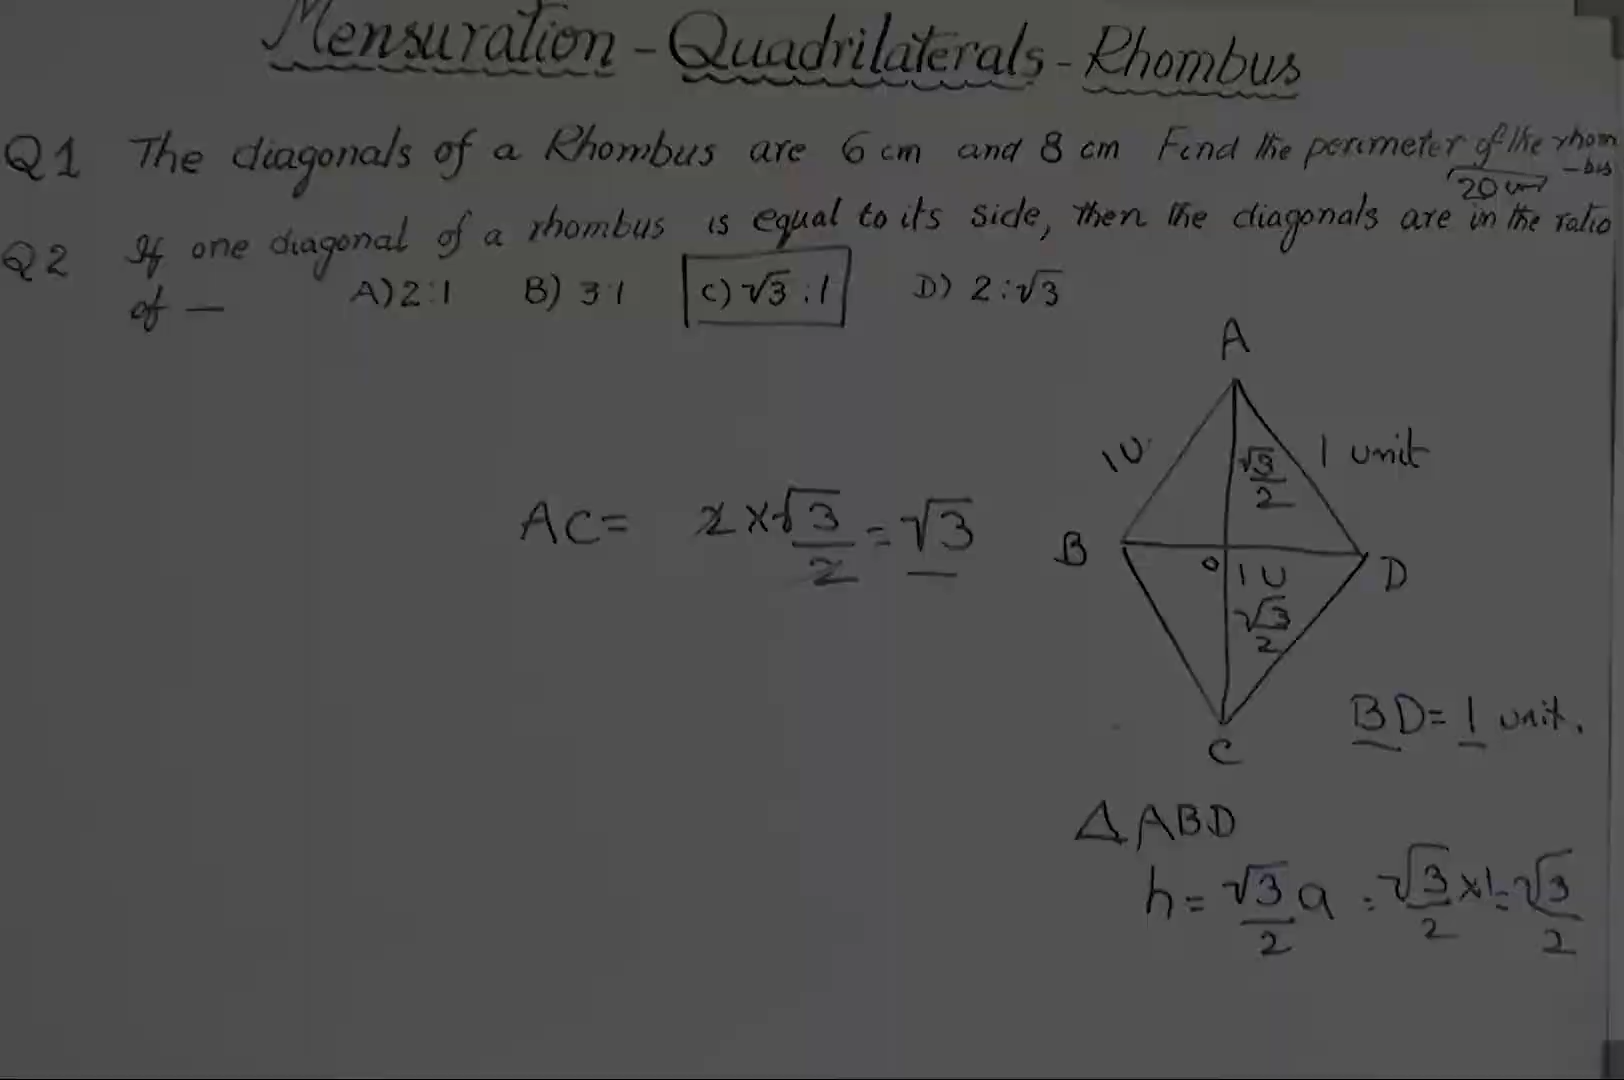 Mensuration - Quadrilaterals - Rhombus
Q1 The diagonals of a Rhombus are 6 cm and 8 cm Find the perimeter of the rhom
-bus
20 cm
Q2 If one diagonal of a rhombus is equal to its side, then the diagonals are in the ratio
of — A) 2:1 B) 3:1 C) √3:1 D) 2:√3
A
1U 1 unit
√3/2
AC = 2×√3/2 = √3
B O 1U D
√3/2
BD = 1 unit.
C
△ABD
h = √3/2 a = √3/2 ×1 = √3/2